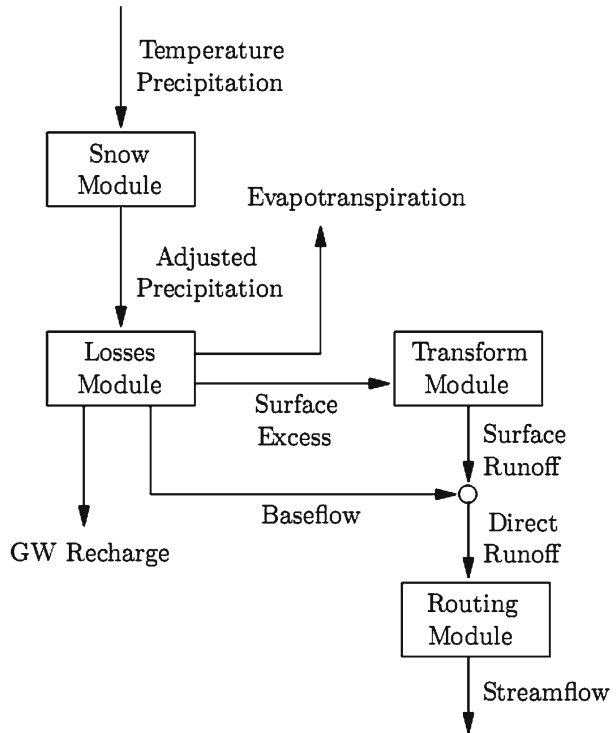 Temperature
Precipitation
Snow
Module
Evapotranspiration
Adjusted
Precipitation
Losses
Module
Transform
Module
Surface
Excess
Surface
Runoff
Baseflow
Direct
Runoff
GW Recharge
Routing
Module
Streamflow